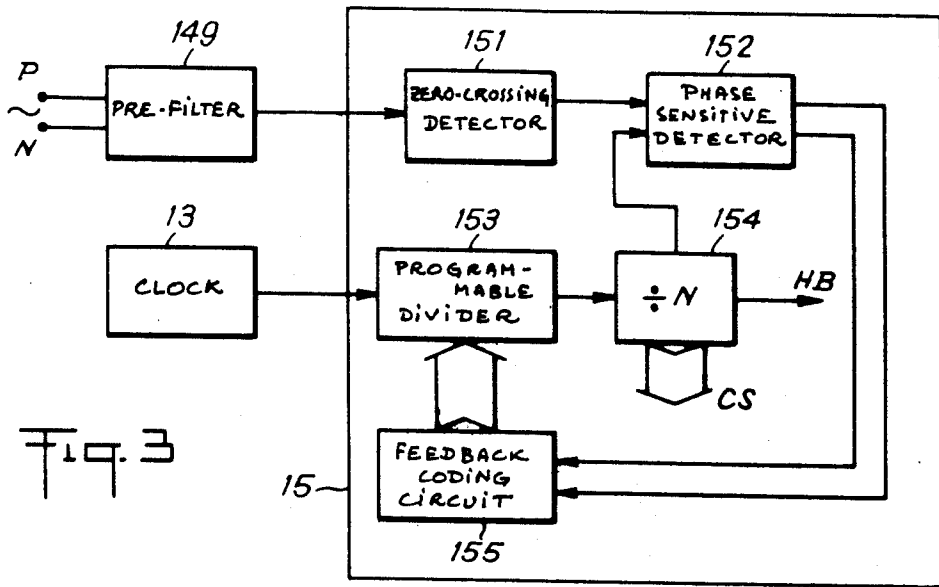 149
151
152
P
~
N
PRE-FILTER
ZERO-CROSSING
DETECTOR
PHASE
SENSITIVE
DETECTOR
13
153
154
CLOCK
PROGRAM-
MABLE
DIVIDER
÷ N
HB
CS
Fig. 3
15
FEEDBACK
CODING
CIRCUIT
155